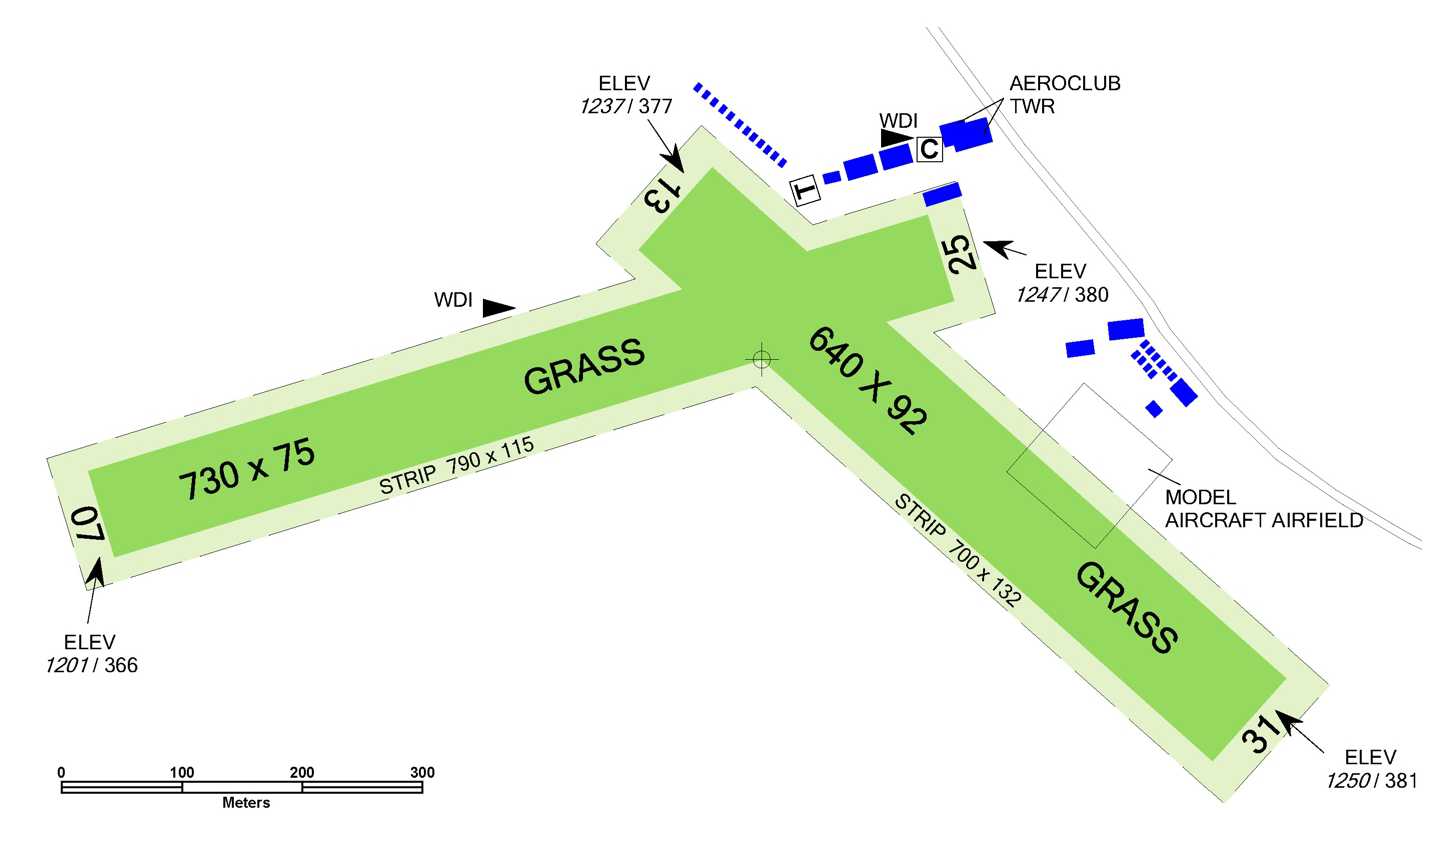 ELEV
1237 / 377
AEROCLUB
TWR
WDI
C
T
13
25
ELEV
1247 / 380
WDI
GRASS
640 X 92
730 x 75
STRIP 790 x 115
07
MODEL
AIRCRAFT AIRFIELD
STRIP 700 x 132
GRASS
ELEV
1201 / 366
31
ELEV
1250 / 381
0 100 200 300
Meters